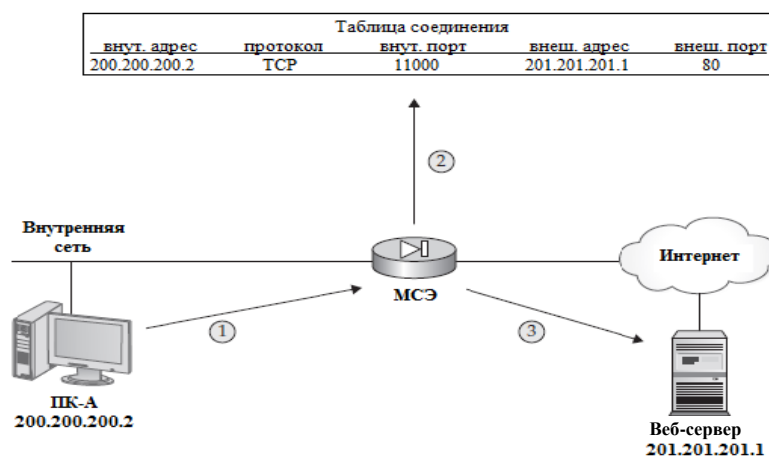 Таблица соединения
внут. адрес протокол внут. порт внеш. адрес внеш. порт
200.200.200.2 TCP 11000 201.201.201.1 80
2
Внутренняя
сеть
Интернет
МСЭ
1
3
ПК-А
200.200.200.2
Веб-сервер
201.201.201.1